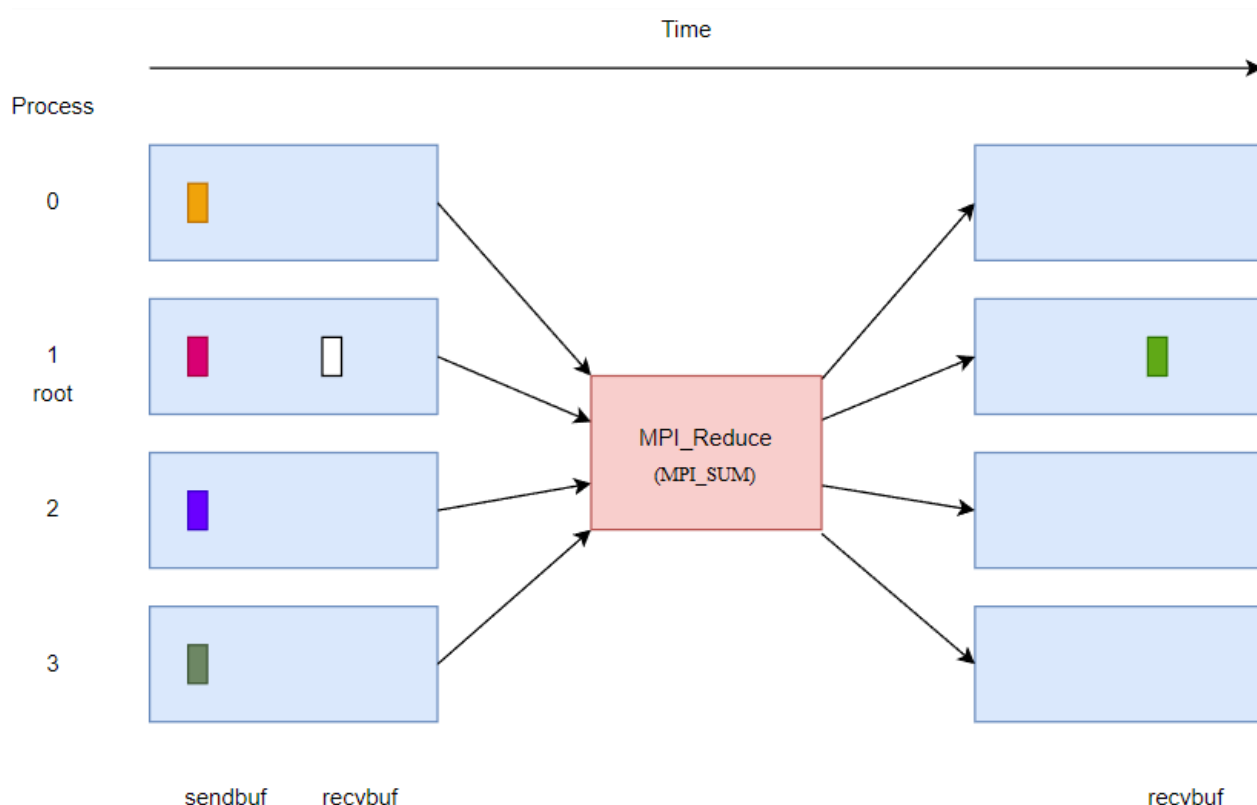 Time
Process
0
1
root
2
3
MPI_Reduce
(MPI_SUM)
sendbuf
recvbuf
recvbuf